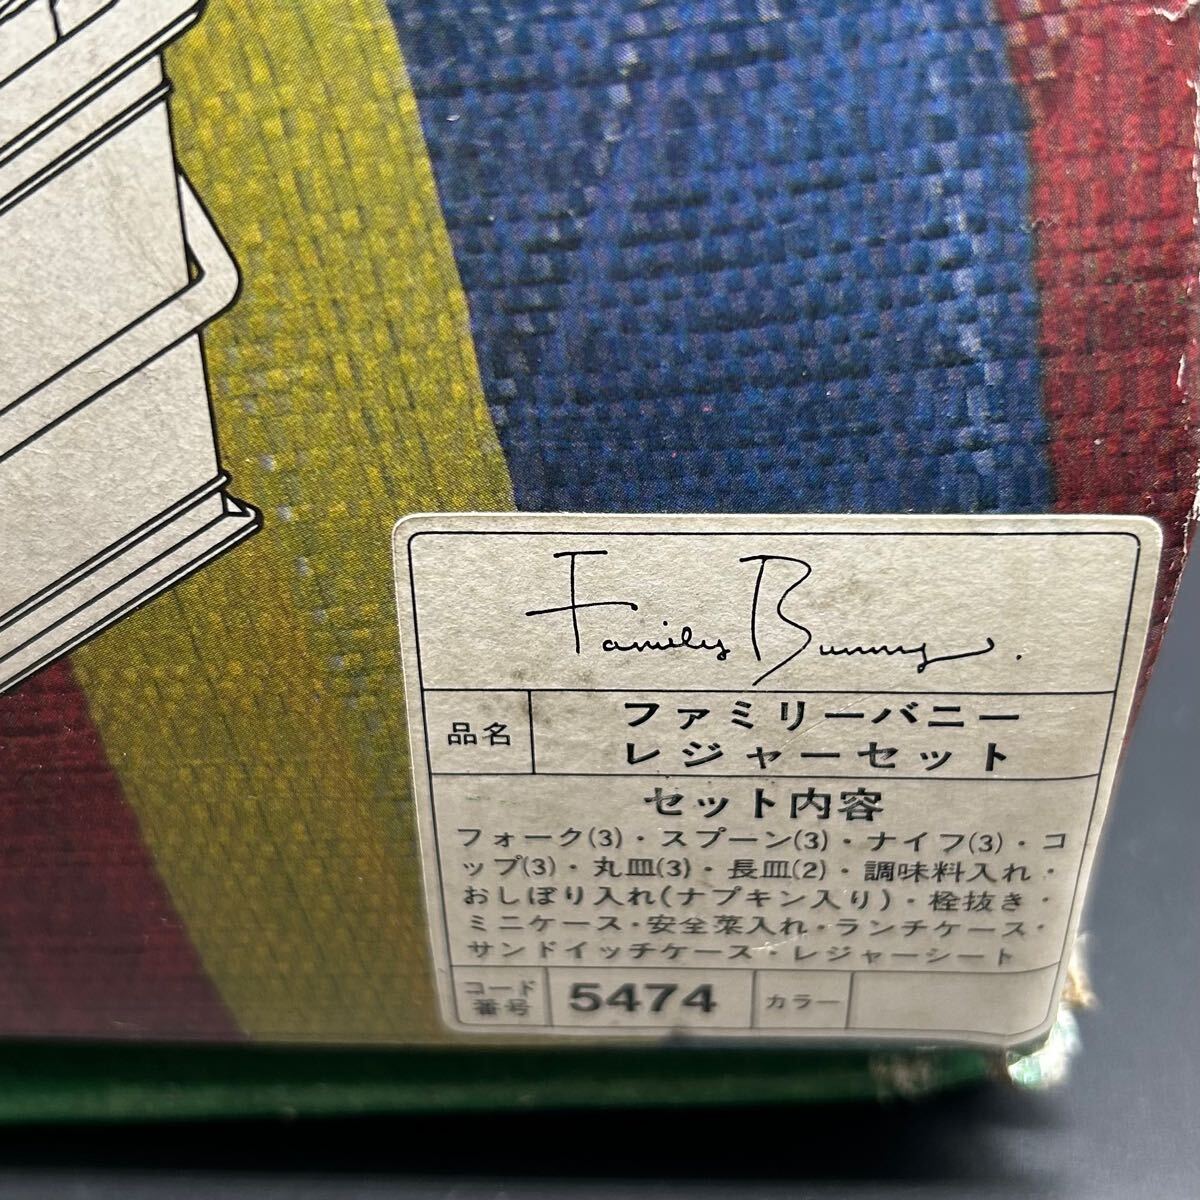 Family Bunny.
品名
ファミリーバニー
レジャーセット
セット内容
フォーク(3)・スプーン(3)・ナイフ(3)・コ
ップ(3)・丸皿(3)・長皿(2)・調味料入れ・
おしぼり入れ(ナプキン入り)・栓抜き・
ミニケース・安全菜入れ・ランチケース・
サンドイッチケース・レジャーシート
コード
番号
5474
カラー